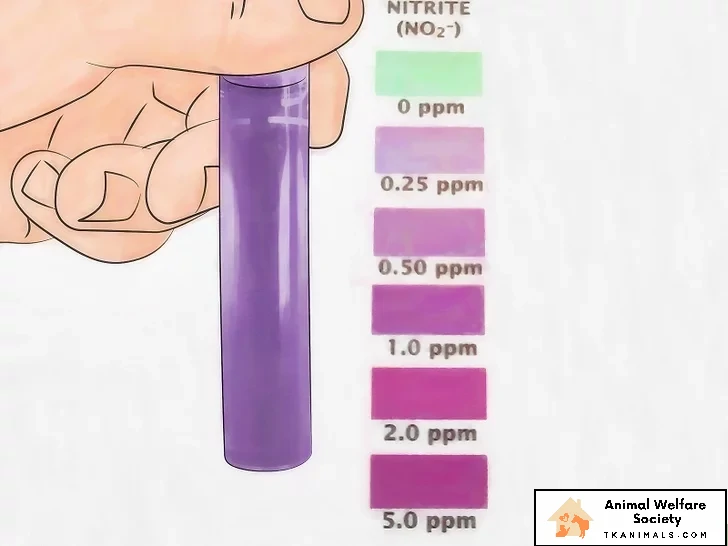 NITRITE
(NO₂⁻)
0 ppm
0.25 ppm
0.50 ppm
1.0 ppm
2.0 ppm
5.0 ppm
Animal Welfare
Society
TKANIMALS.COM